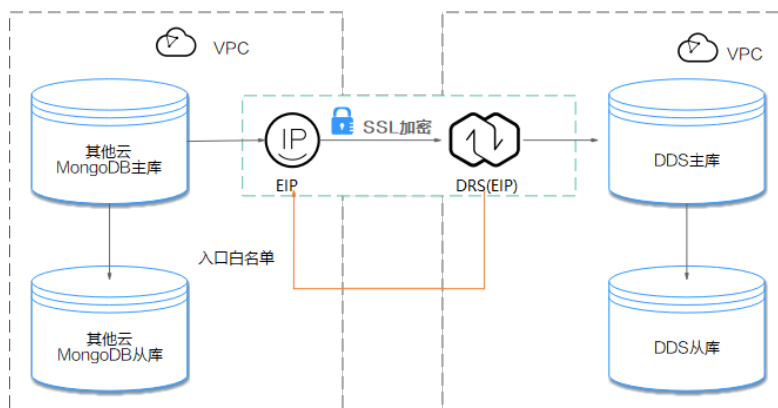 VPC
VPC
其他云
MongoDB主库
IP
SSL加密
EIP
DRS(EIP)
DDS主库
入口白名单
其他云
MongoDB从库
DDS从库